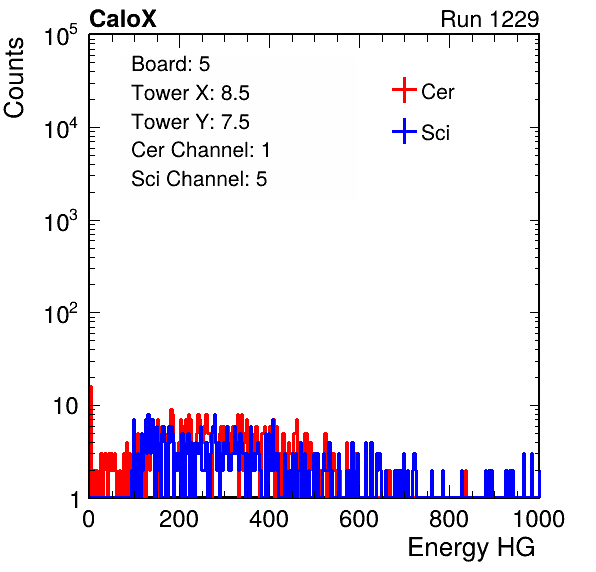 CaloX Run 1229
Counts
10^5
10^4
10^3
10^2
10
1
Board: 5
Tower X: 8.5
Tower Y: 7.5
Cer Channel: 1
Sci Channel: 5
Cer
Sci
0 200 400 600 800 1000
Energy HG